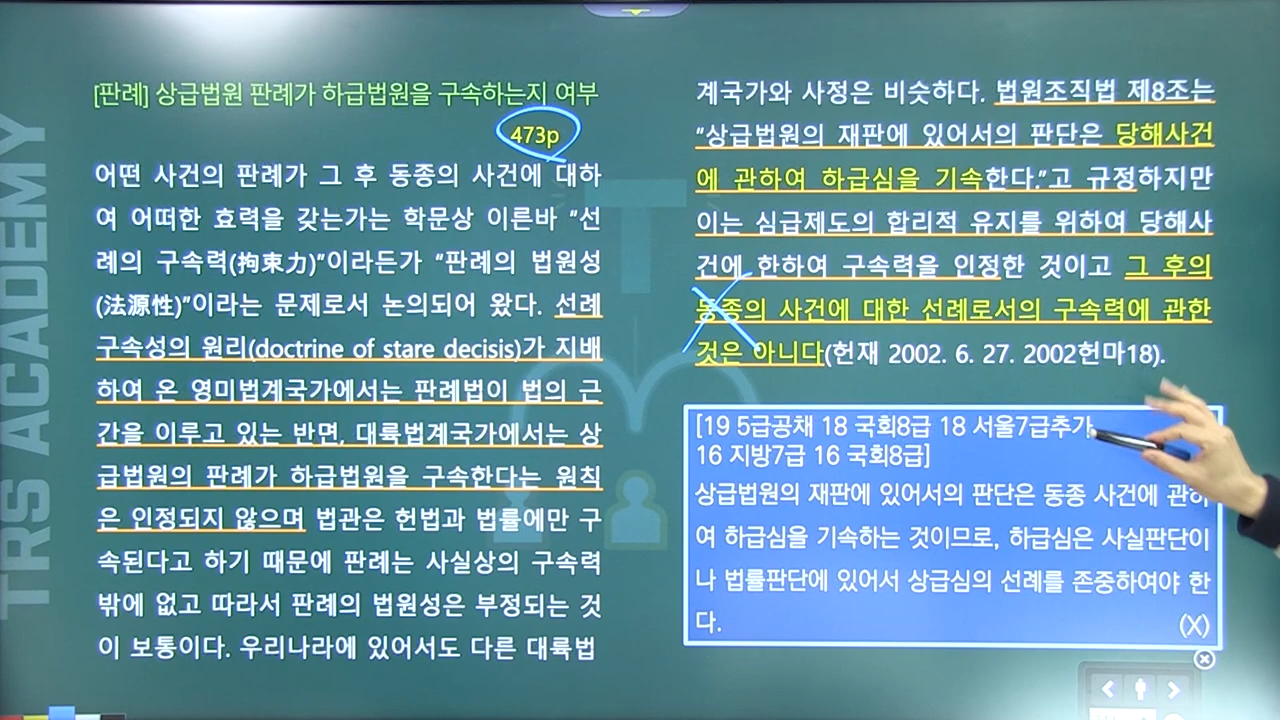 [판례] 상급법원 판례가 하급법원을 구속하는지 여부
473p
어떤 사건의 판례가 그 후 동종의 사건에 대하
여 어떠한 효력을 갖는가는 학문상 이른바 “선
례의 구속력(拘束力)”이라든가 “판례의 법원성
(法源性)”이라는 문제로서 논의되어 왔다. 선례
구속성의 원리(doctrine of stare decisis)가 지배
하여 온 영미법계국가에서는 판례법이 법의 근
간을 이루고 있는 반면, 대륙법계국가에서는 상
급법원의 판례가 하급법원을 구속한다는 원칙
은 인정되지 않으며 법관은 헌법과 법률에만 구
속된다고 하기 때문에 판례는 사실상의 구속력
밖에 없고 따라서 판례의 법원성은 부정되는 것
이 보통이다. 우리나라에 있어서도 다른 대륙법
계국가와 사정은 비슷하다. 법원조직법 제8조는
“상급법원의 재판에 있어서의 판단은 당해사건
에 관하여 하급심을 기속한다.”고 규정하지만
이는 심급제도의 합리적 유지를 위하여 당해사
건에 한하여 구속력을 인정한 것이고 그 후의
동종의 사건에 대한 선례로서의 구속력에 관한
것은 아니다(헌재 2002. 6. 27. 2002헌마18).
[19 5급공채 18 국회8급 18 서울7급추가
16 지방7급 16 국회8급]
상급법원의 재판에 있어서의 판단은 동종 사건에 관하
여 하급심을 기속하는 것이므로, 하급심은 사실판단이
나 법률판단에 있어서 상급심의 선례를 존중하여야 한
다. (X)
TRS ACADEMY